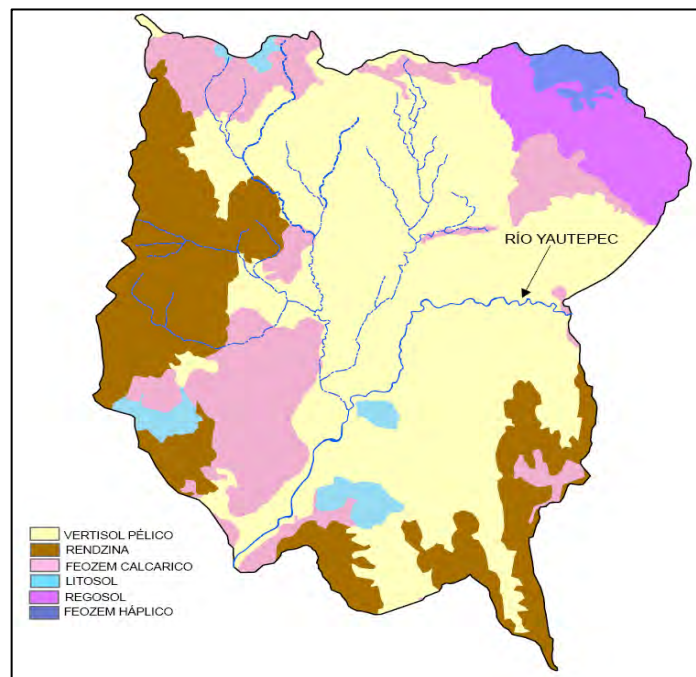 RÍO YAUTEPEC
VERTISOL PÉLICO
RENDZINA
FEOZEM CALCARICO
LITOSOL
REGOSOL
FEOZEM HÁPLICO